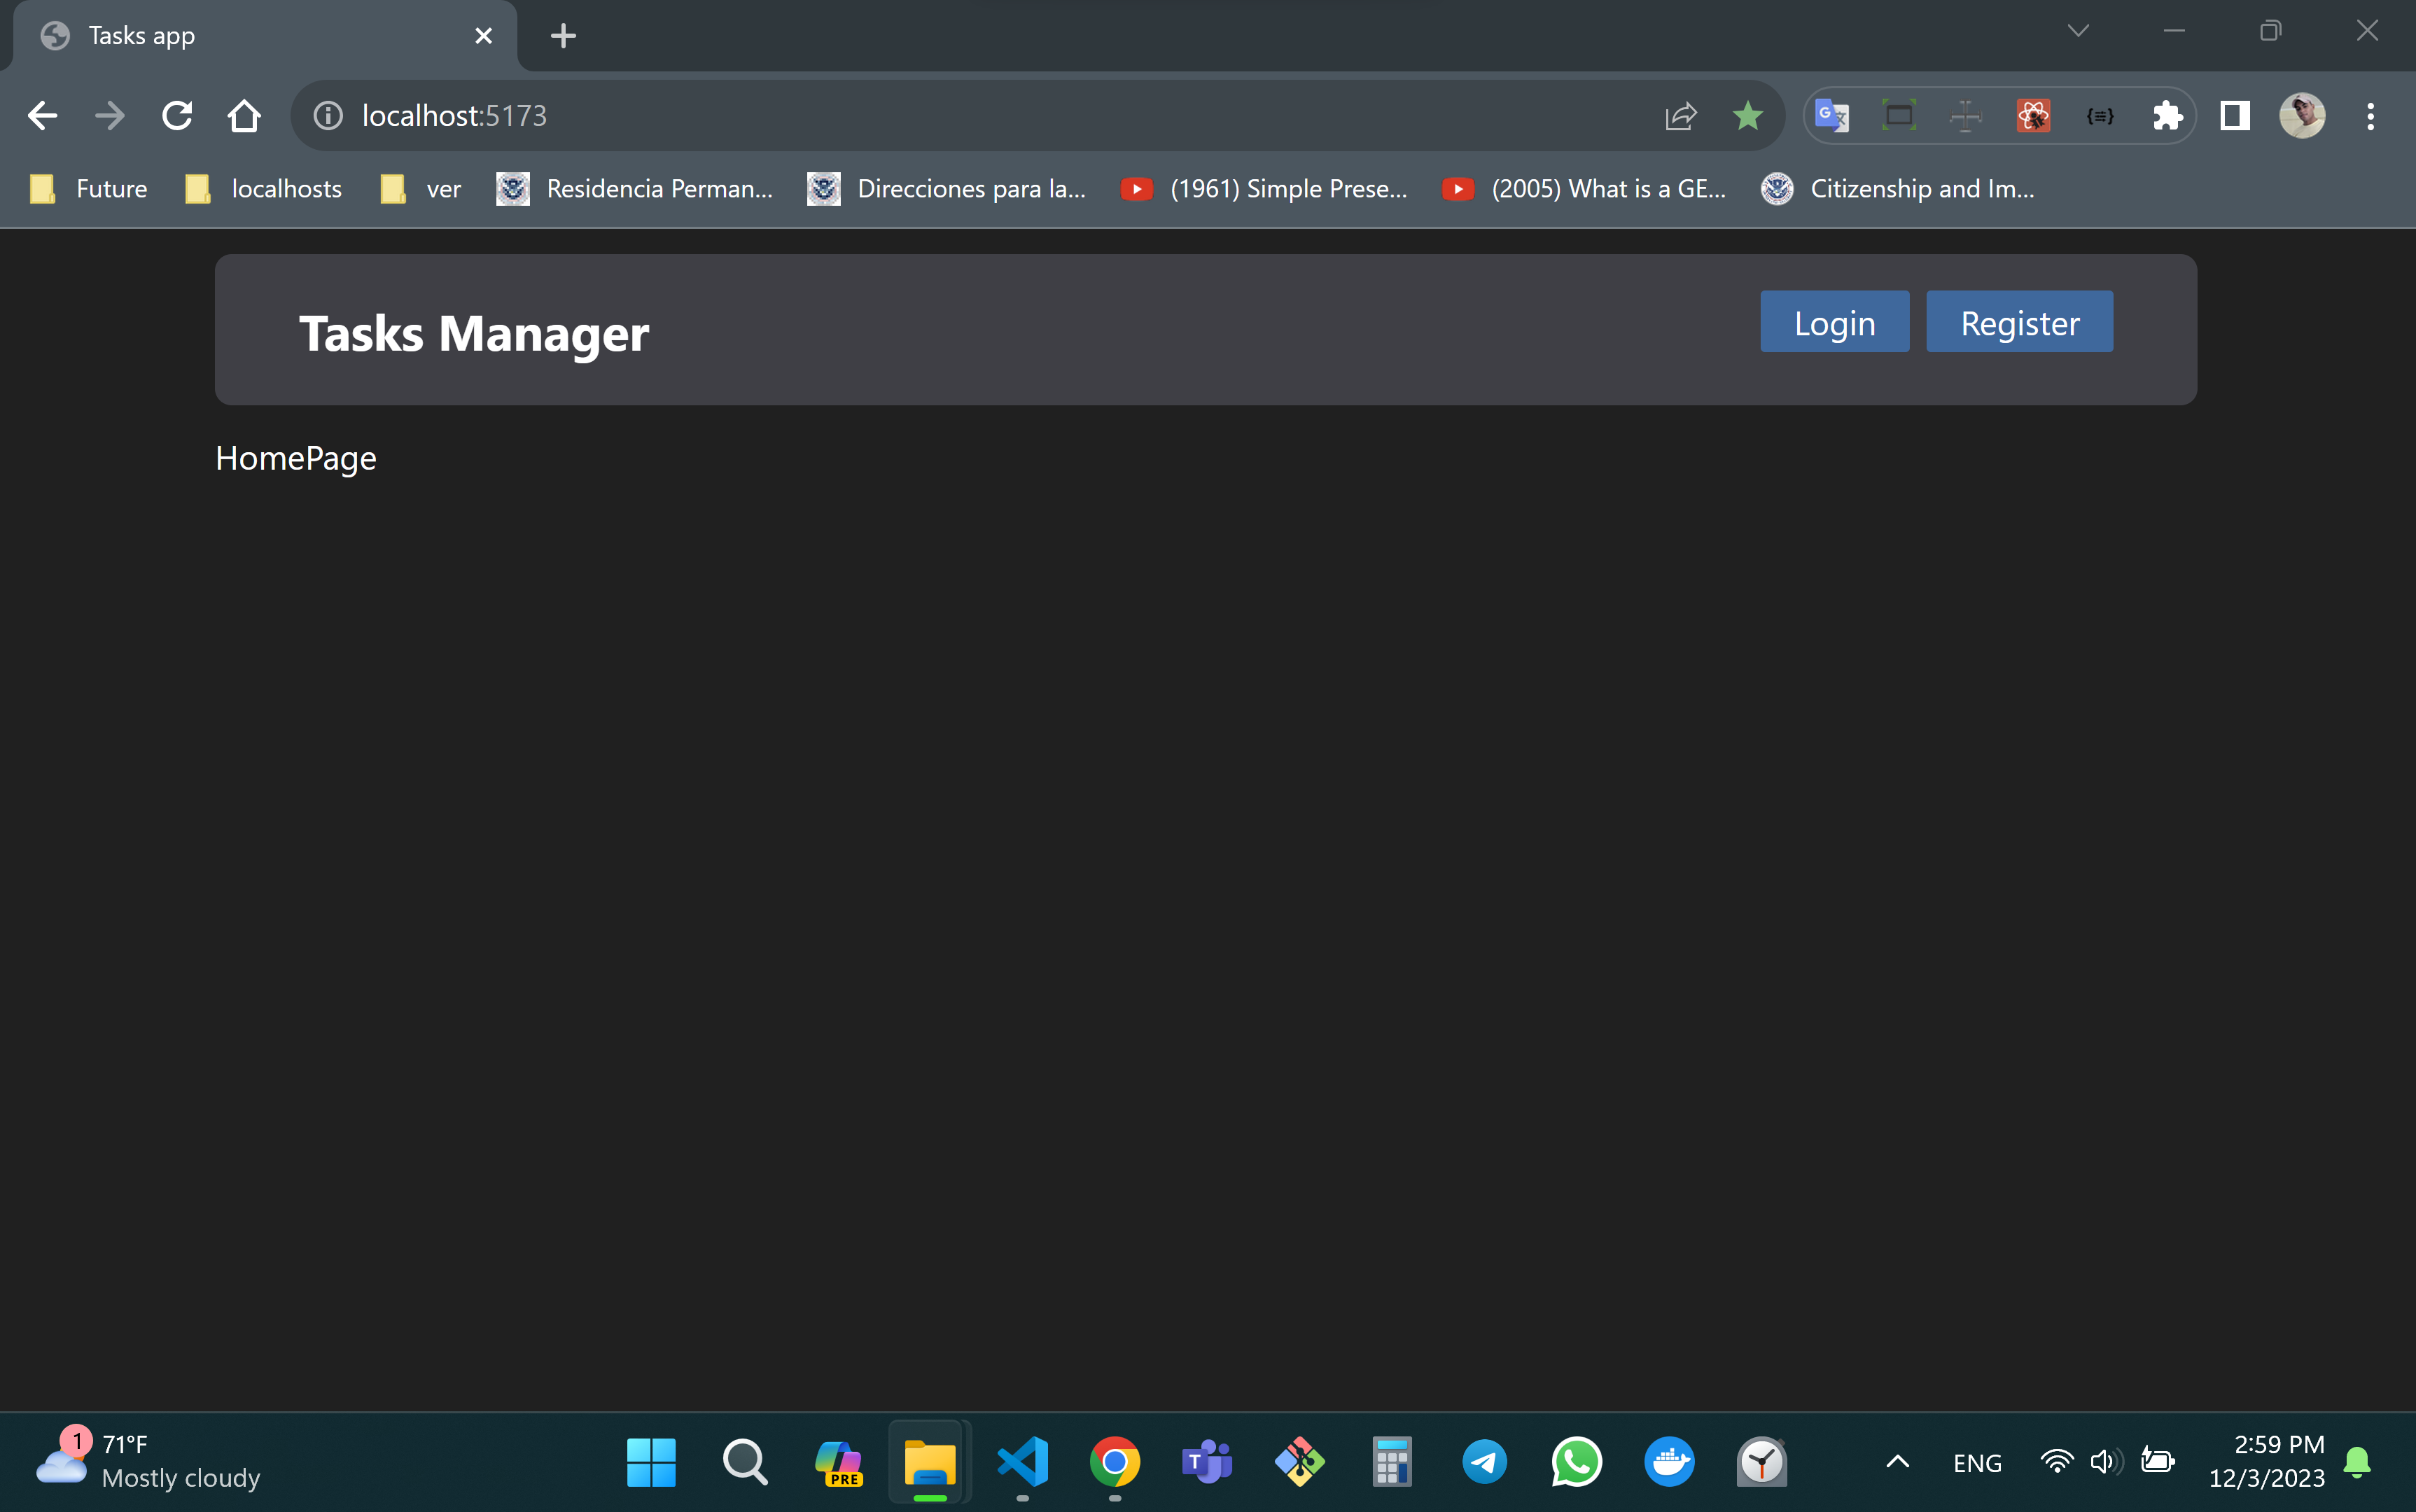 Tasks app
localhost:5173
Future
localhosts
ver
Residencia Perman...
Direcciones para la...
(1961) Simple Prese...
(2005) What is a GE...
Citizenship and Im...
Tasks Manager
Login
Register
HomePage
1
71°F
Mostly cloudy
PRE
T
ENG
2:59 PM
12/3/2023